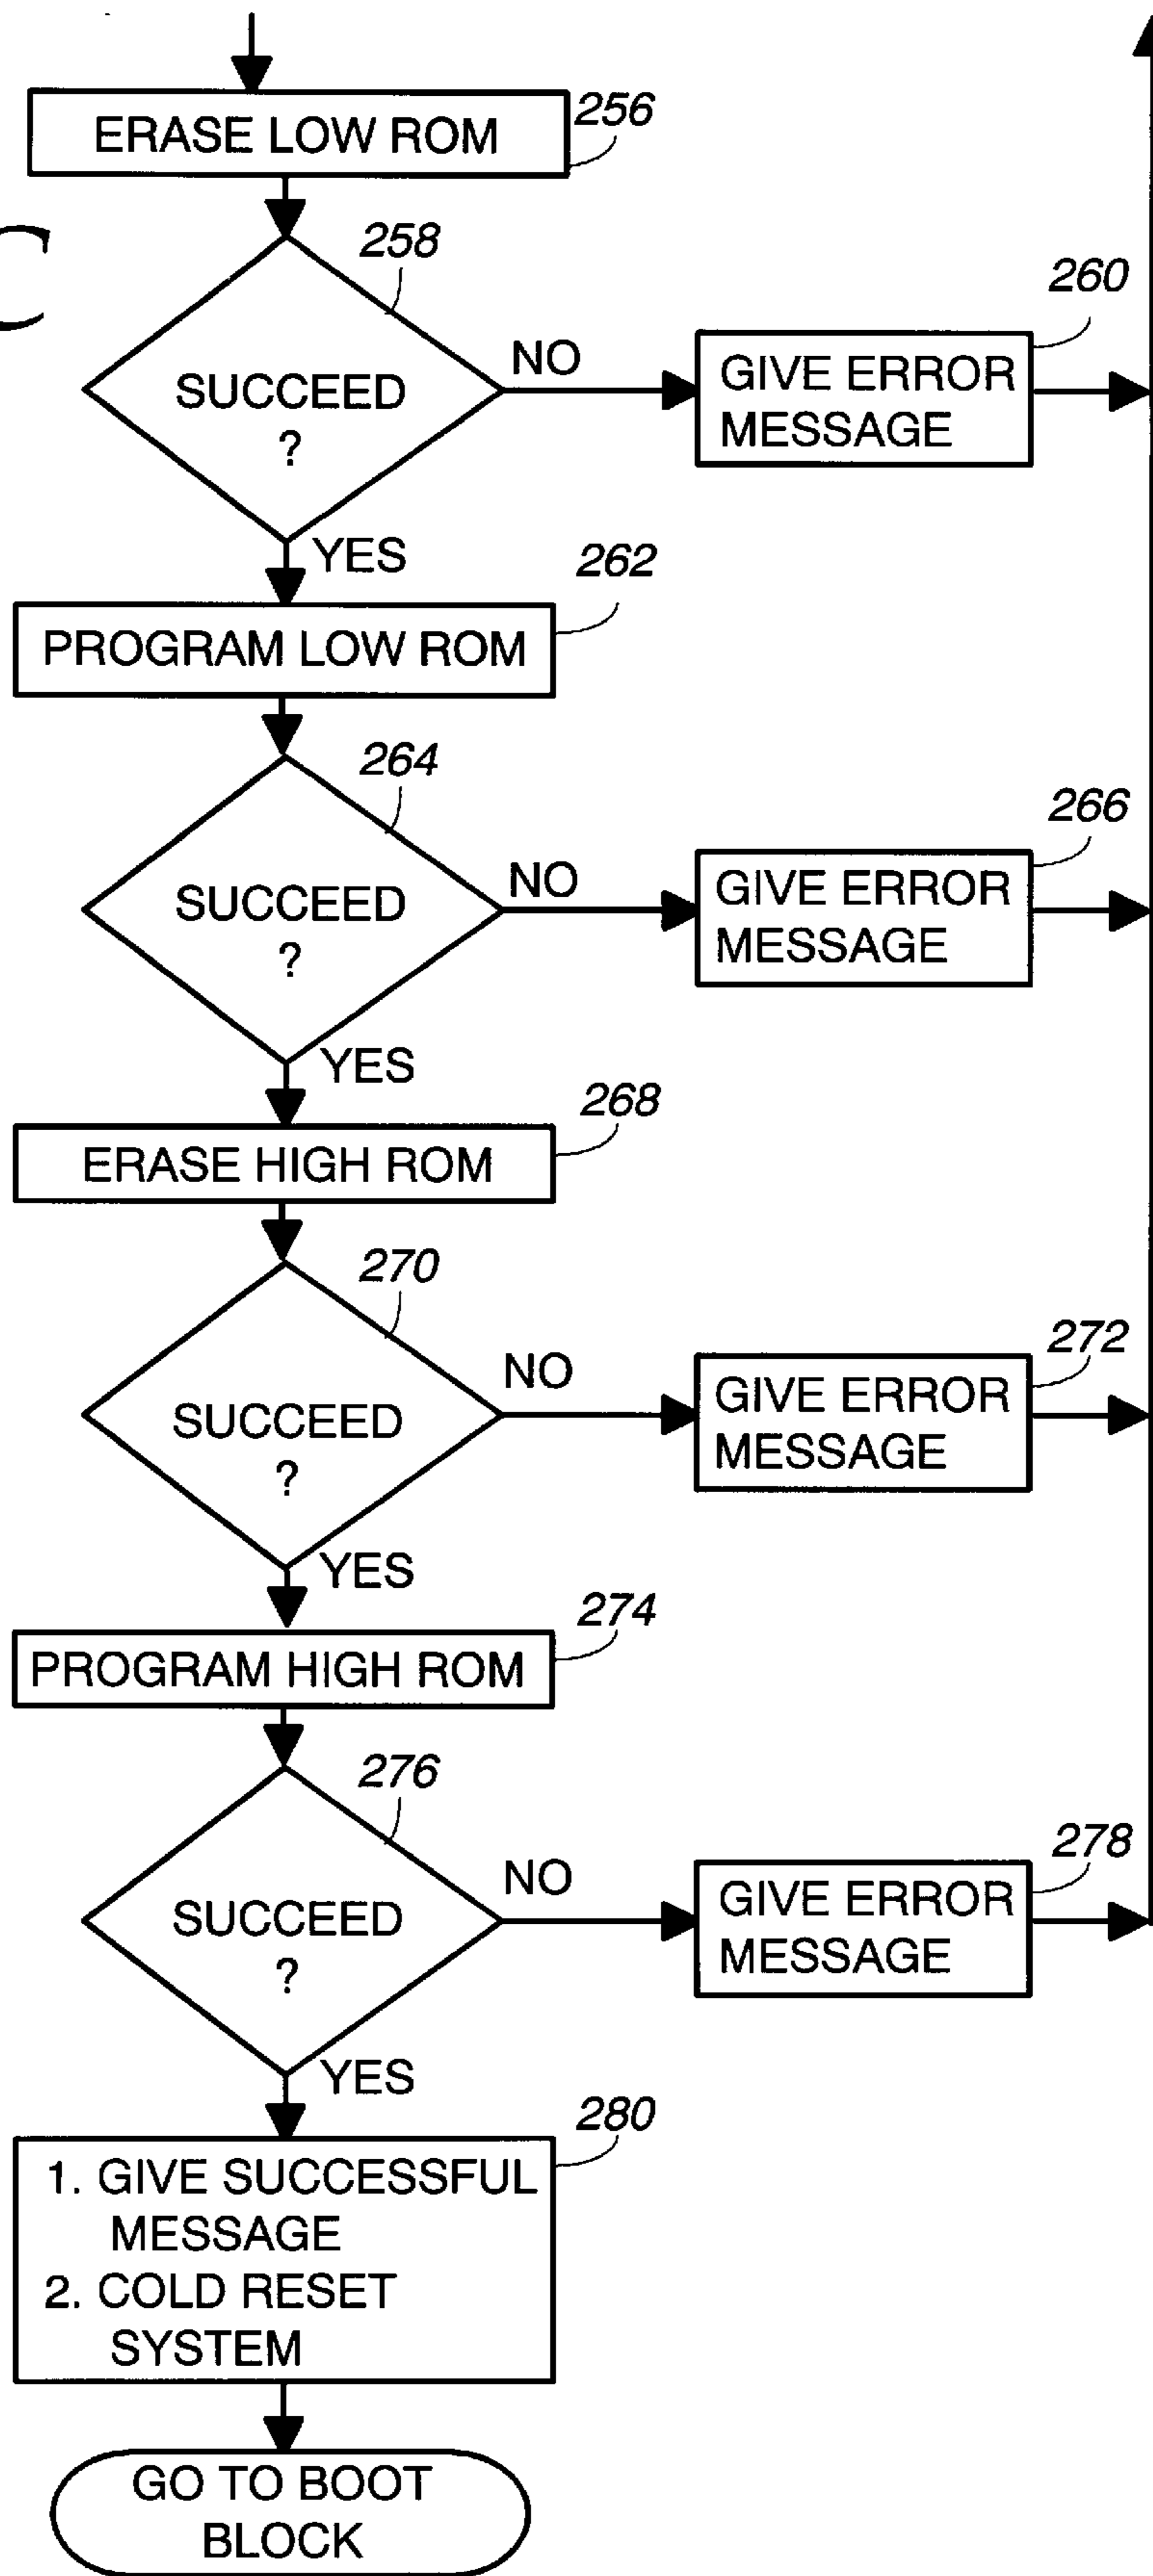 ERASE LOW ROM
256
C
258
SUCCEED
?
NO
260
GIVE ERROR
MESSAGE
YES
262
PROGRAM LOW ROM
264
SUCCEED
?
NO
266
GIVE ERROR
MESSAGE
YES
268
ERASE HIGH ROM
270
SUCCEED
?
NO
272
GIVE ERROR
MESSAGE
YES
274
PROGRAM HIGH ROM
276
SUCCEED
?
NO
278
GIVE ERROR
MESSAGE
YES
280
1. GIVE SUCCESSFUL
MESSAGE
2. COLD RESET
SYSTEM
GO TO BOOT
BLOCK